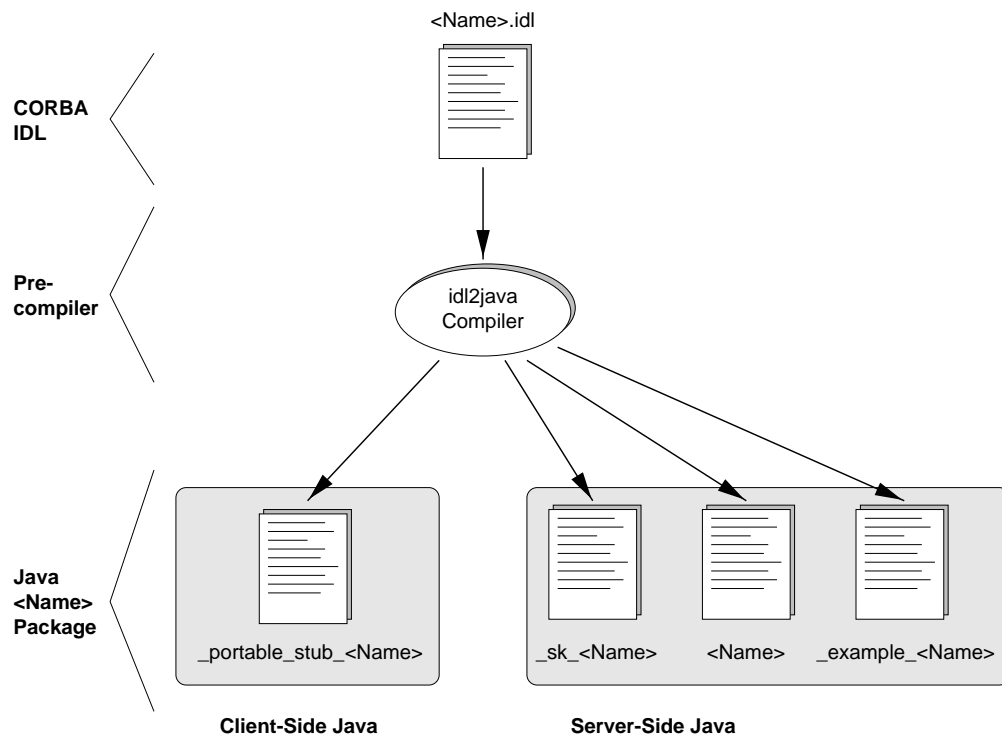 <Name>.idl
CORBA
IDL
Pre-
compiler
idl2java
Compiler
Java
<Name>
Package
_portable_stub_<Name>
_sk_<Name>
<Name>
_example_<Name>
Client-Side Java
Server-Side Java